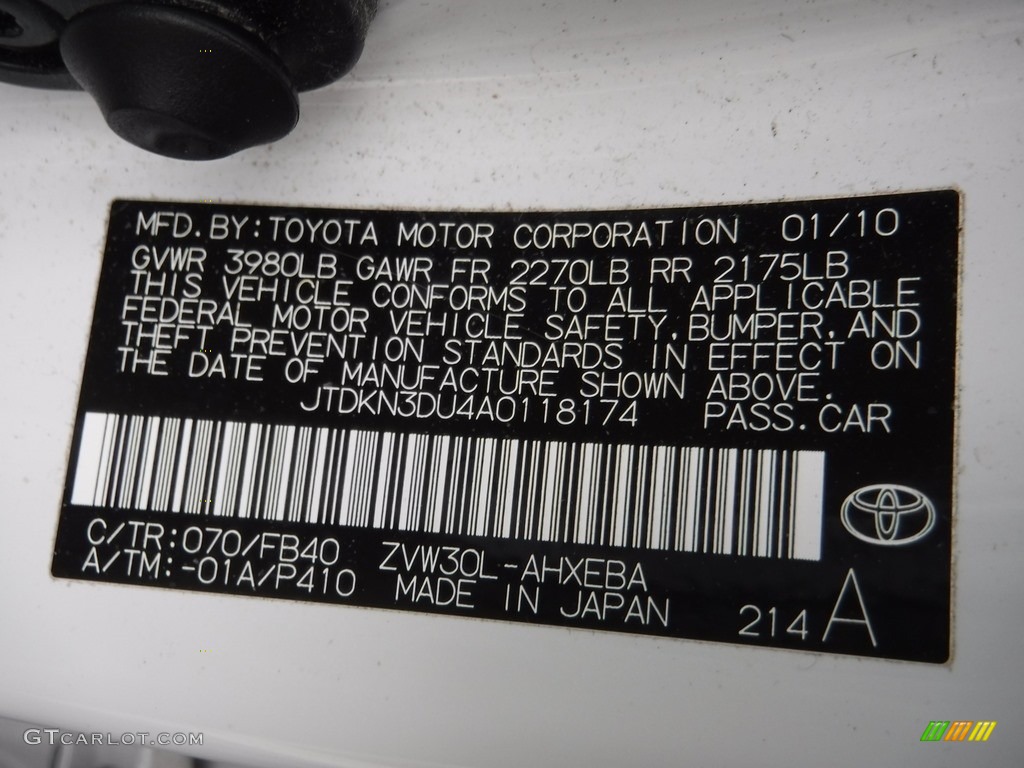 MFD. BY: TOYOTA MOTOR CORPORATION 01/10
GVWR 3980LB GAWR FR 2270LB RR 2175LB
THIS VEHICLE CONFORMS TO ALL APPLICABLE
FEDERAL MOTOR VEHICLE SAFETY, BUMPER, AND
THEFT PREVENTION STANDARDS IN EFFECT ON
THE DATE OF MANUFACTURE SHOWN ABOVE.
JTDKN3DU4A0118174 PASS. CAR
C/TR: 070/FB40 ZVW30L-AHXEBA
A/TM: -01A/P410 MADE IN JAPAN 214 A
GTCARLOT.COM